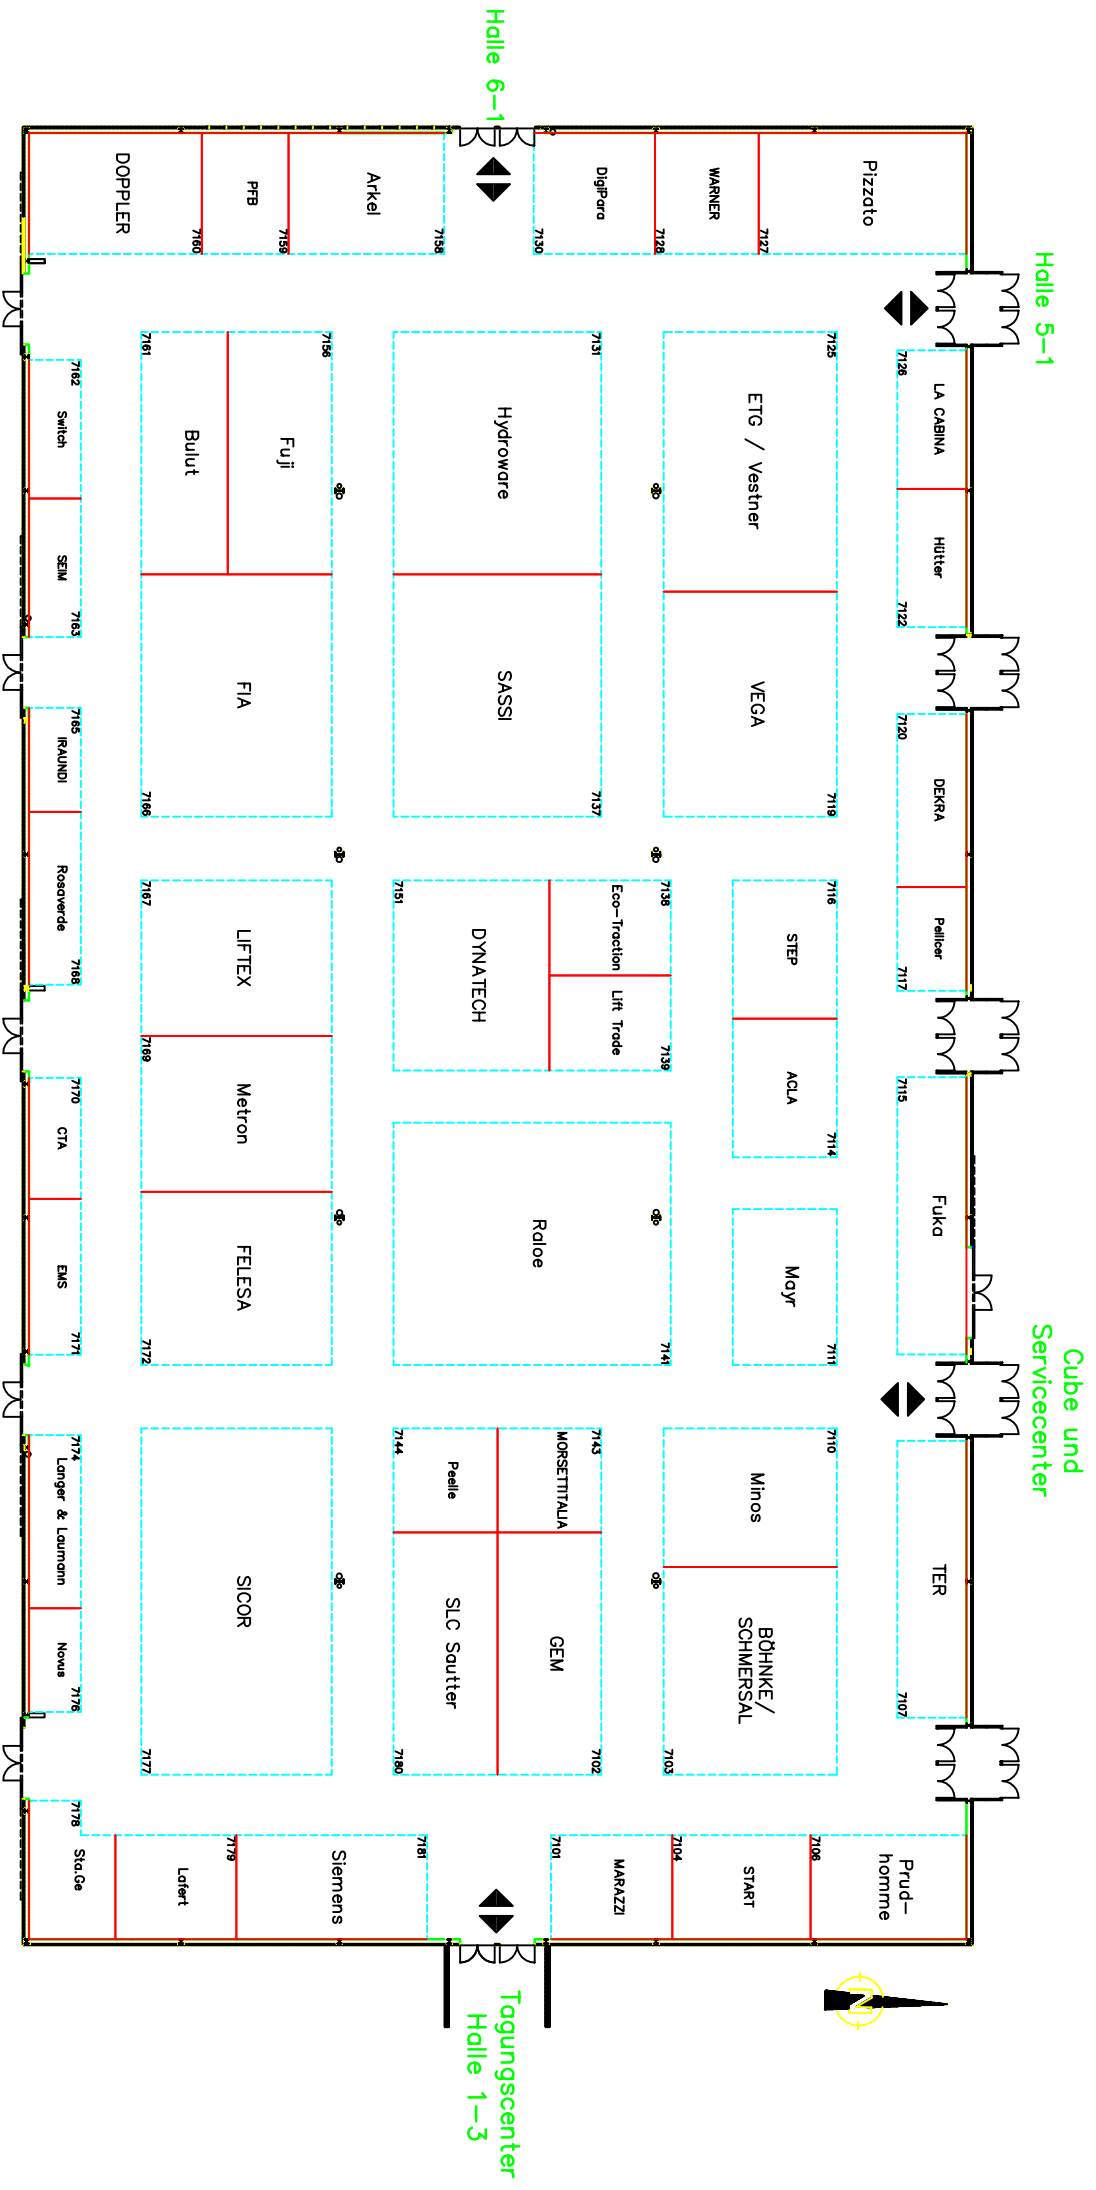 Halle 6-1
Halle 5-1
Cube und
Servicecenter
Tagungscenter
Halle 1-3
N
Pizzato
7127
WARNER
7128
DigiPara
7130
Arkel
7158
PFB
7159
DOPPLER
7160
7126
LA CABINA
Hütter
7122
7120
DEKRA
Pellicer
7117
7115
Fuka
TER
7107
7125
ETG / Vestner
VEGA
7119
7116
STEP
ACLA
7114
Mayr
7111
7110
Minos
BÖHNKE/
SCHMERSAL
7103
7131
Hydroware
SASSI
7137
7138
Eco-Traction
Lift Trade
7139
7151
DYNATECH
Raloe
7141
7143
MORSETTITALIA
GEM
7102
7144
Peelle
SLC Sautter
7180
7156
Fuji
7161
Bulut
FIA
7166
7167
LIFTEX
7169
Metron
FELESA
7172
SICOR
7177
7162
Switch
SEIM
7163
7165
IRAUNDI
Rosaverde
7168
7170
CTA
EMS
7171
7174
Langer & Laumann
Novus
7176
7106
Prud-
homme
7104
START
7101
MARAZZI
7181
Siemens
7179
Lafert
7178
Sta.Ge